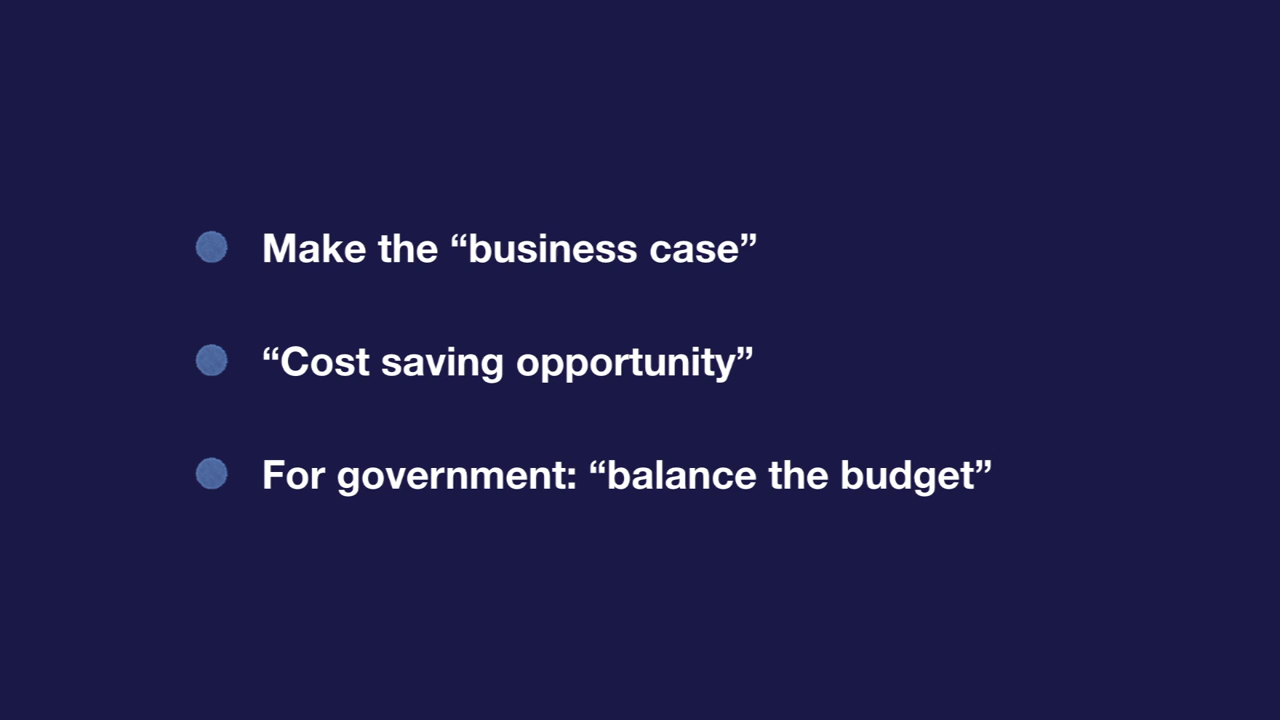 Make the “business case”
“Cost saving opportunity”
For government: “balance the budget”